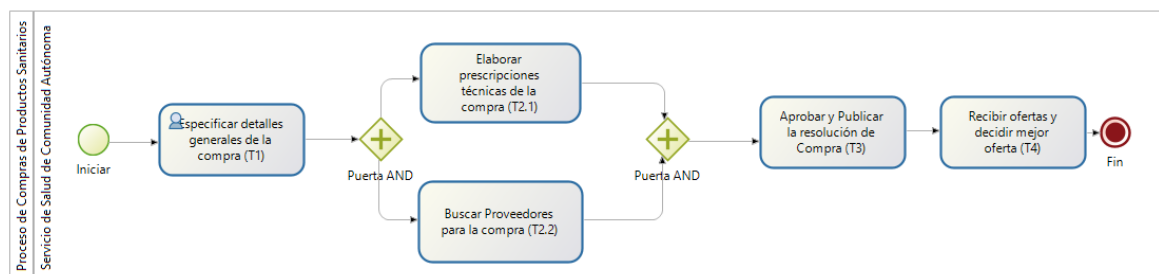 Proceso de Compras de Productos Sanitarios
Servicio de Salud de Comunidad Autónoma
Iniciar
Especificar detalles
generales de la
compra (T1)
Puerta AND
Elaborar
prescripciones
técnicas de la
compra (T2.1)
Buscar Proveedores
para la compra (T2.2)
Puerta AND
Aprobar y Publicar
la resolución de
Compra (T3)
Recibir ofertas y
decidir mejor
oferta (T4)
Fin